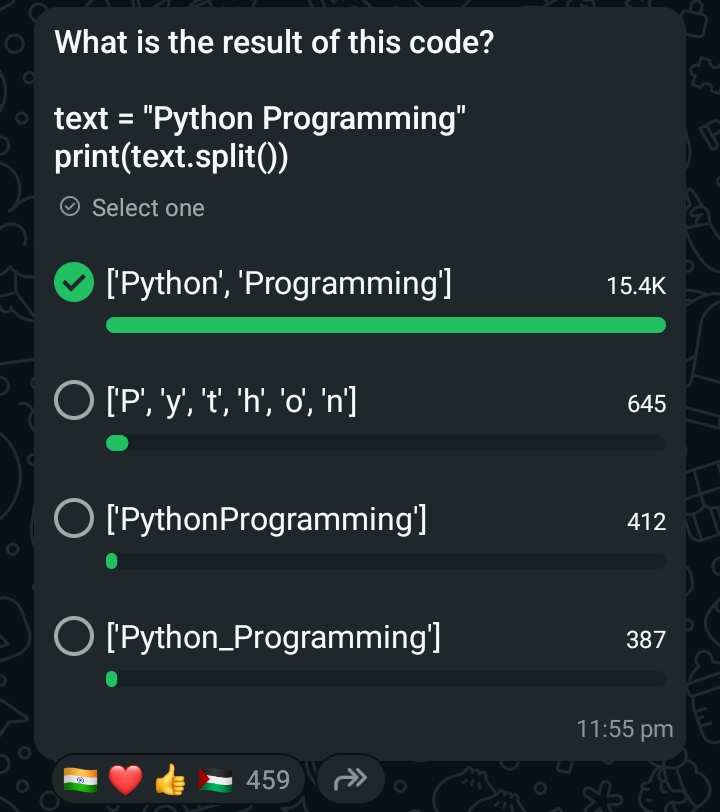 What is the result of this code?
text = "Python Programming"
print(text.split())
Select one
['Python', 'Programming'] 15.4K
['P', 'y', 't', 'h', 'o', 'n'] 645
['PythonProgramming'] 412
['Python_Programming'] 387
11:55 pm
459